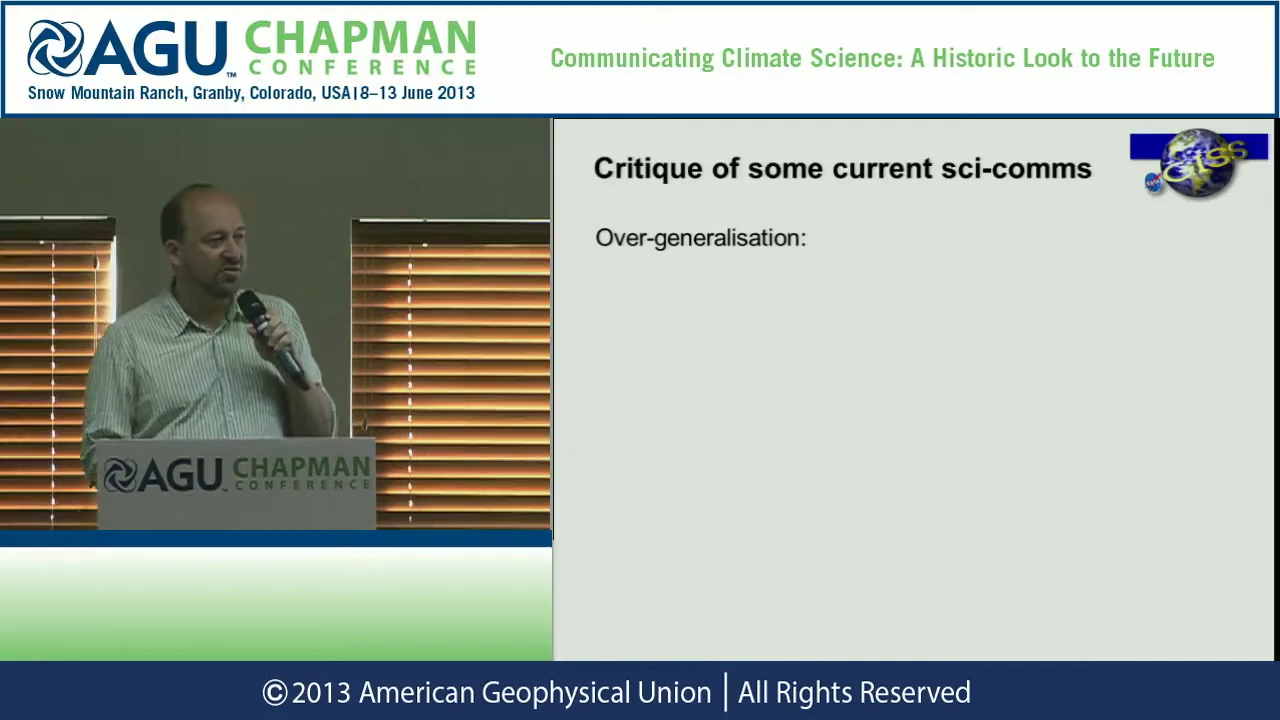 AGU CHAPMAN
CONFERENCE
™
Snow Mountain Ranch, Granby, Colorado, USA | 8–13 June 2013
Communicating Climate Science: A Historic Look to the Future
Critique of some current sci-comms
GISS
Over-generalisation:
AGU CHAPMAN
CONFERENCE
©2013 American Geophysical Union | All Rights Reserved